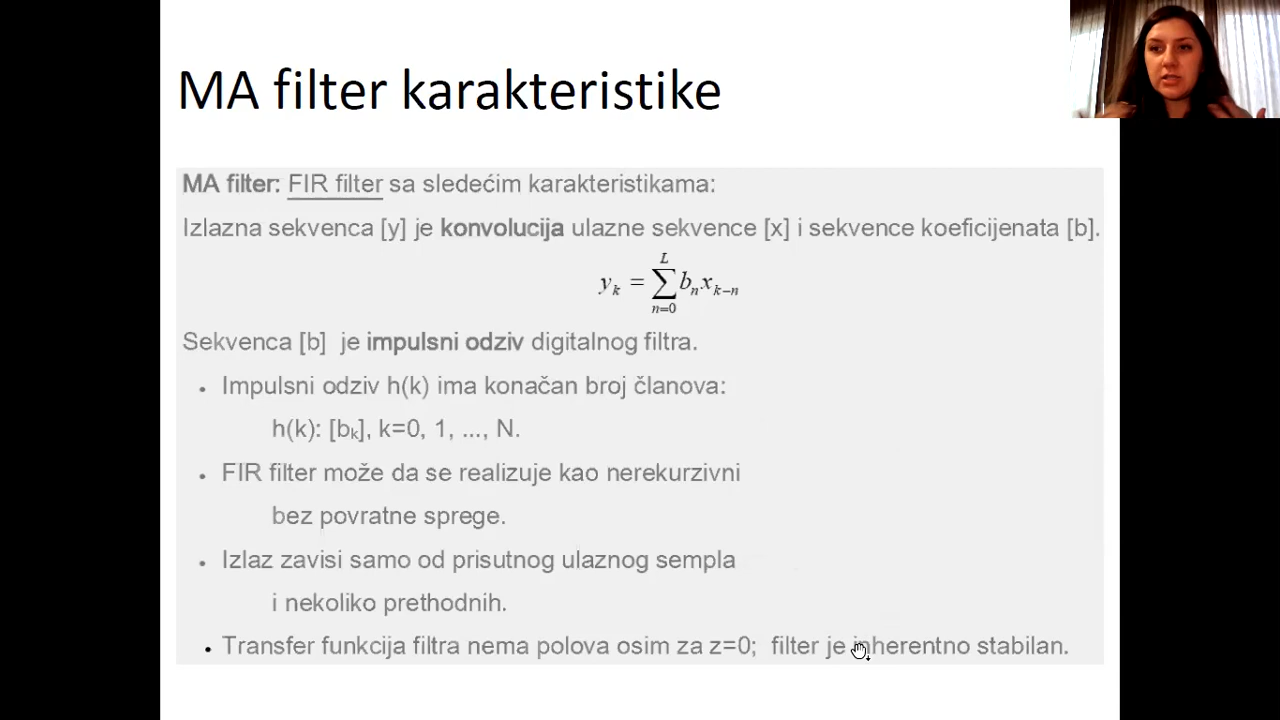 MA filter karakteristike
MA filter: FIR filter sa sledećim karakteristikama:
Izlazna sekvenca [y] je konvolucija ulazne sekvence [x] i sekvence koeficijenata [b].
y_k = \sum_{n=0}^{L} b_n x_{k-n}
Sekvenca [b] je impulsni odziv digitalnog filtra.
• Impulsni odziv h(k) ima konačan broj članova:
h(k): [bₖ], k=0, 1, ..., N.
• FIR filter može da se realizuje kao nerekurzivni
bez povratne sprege.
• Izlaz zavisi samo od prisutnog ulaznog sempla
i nekoliko prethodnih.
• Transfer funkcija filtra nema polova osim za z=0; filter je inherentno stabilan.